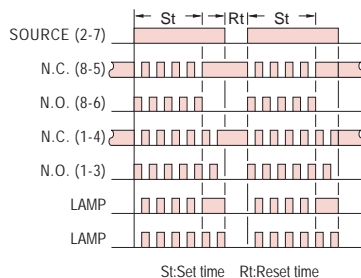 St Rt St
SOURCE (2-7)
N.C. (8-5)
N.O. (8-6)
N.C. (1-4)
N.O. (1-3)
LAMP
LAMP
St:Set time Rt:Reset time